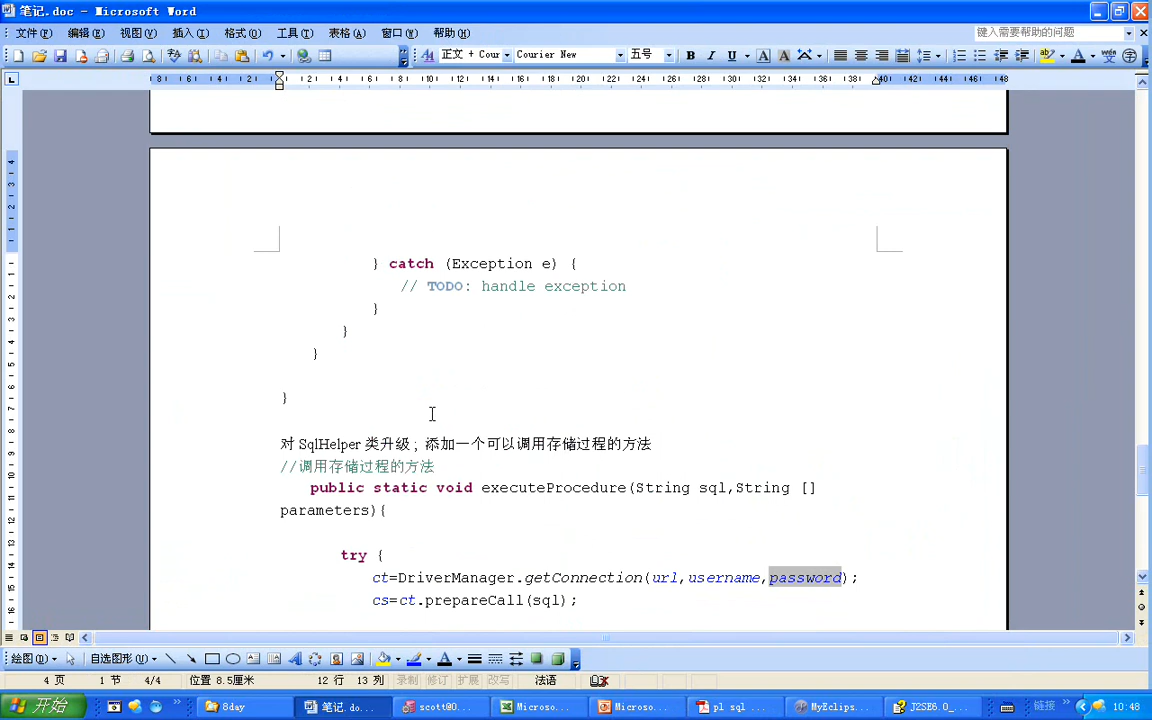 笔记.doc - Microsoft Word
文件(F) 编辑(E) 视图(V) 插入(I) 格式(O) 工具(T) 表格(A) 窗口(W) 帮助(H)
键入需要帮助的问题
正文 + Cour Courier New 五号
} catch (Exception e) {
// TODO: handle exception
}
}
}
}
对 SqlHelper 类升级；添加一个可以调用存储过程的方法
//调用存储过程的方法
public static void executeProcedure(String sql,String []
parameters){
try {
ct=DriverManager.getConnection(url,username,password);
cs=ct.prepareCall(sql);
绘图(D) 自选图形(U)
4 页 1 节 4/4 位置 8.5厘米 12 行 13 列 录制 修订 扩展 改写 法语
开始 8day 笔记.do... scott@O... Microso... Microso... pl sql ... MyEclips... J2SE6.0_... 链接 10:48